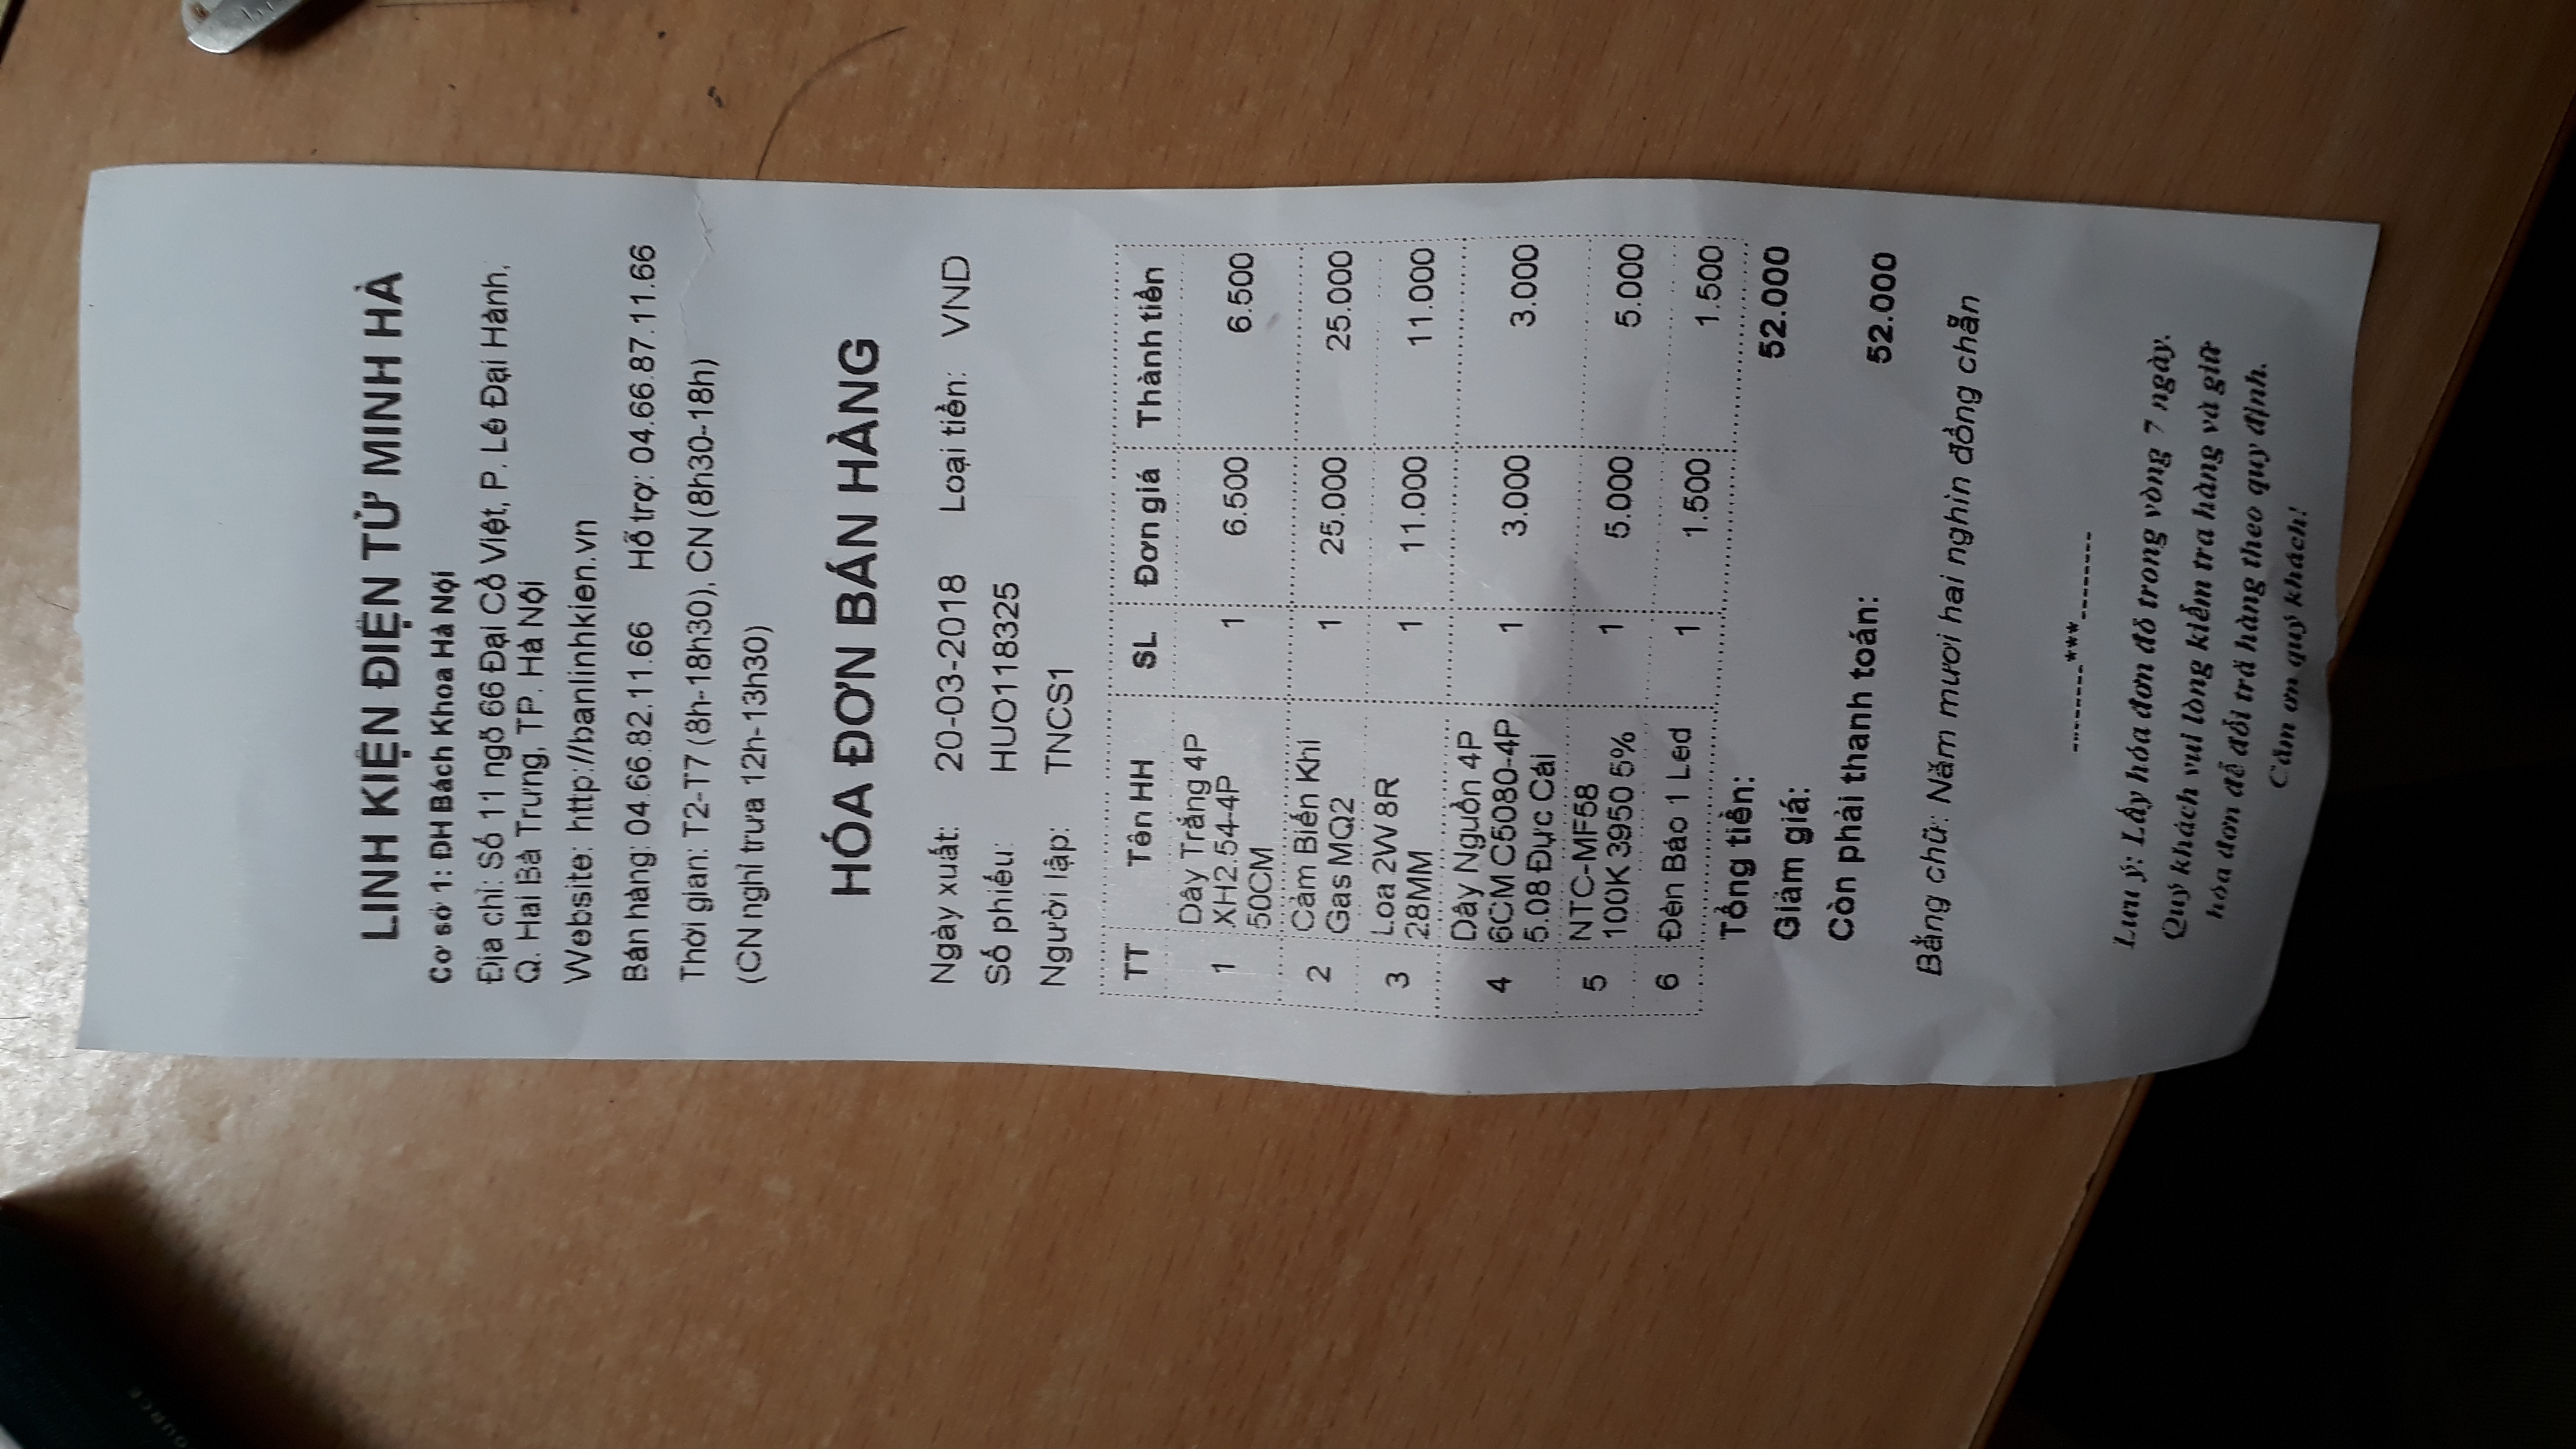 OURCE
LINH KIỆN ĐIỆN TỬ MINH HÀ
Cơ sở 1: ĐH Bách Khoa Hà Nội
Địa chỉ: Số 11 ngõ 66 Đại Cồ Việt, P. Lê Đại Hành,
Q. Hai Bà Trưng, TP. Hà Nội
Website: http://banlinhkien.vn
Bán hàng: 04.66.82.11.66 Hỗ trợ: 04.66.87.11.66
Thời gian: T2-T7 (8h-18h30), CN (8h30-18h)
(CN nghỉ trưa 12h-13h30)
HÓA ĐƠN BÁN HÀNG
Ngày xuất: 20-03-2018 Loại tiền: VND
Số phiếu: HUO118325
Người lập: TNCS1
TT Tên HH SL Đơn giá Thành tiền
Dây Trắng 4P
1 XH2.54-4P 1 6.500 6.500
50CM
2 Cảm Biến Khí 1 25.000 25.000
Gas MQ2
3 Loa 2W 8R 1 11.000 11.000
28MM
Dây Nguồn 4P
4 6CM C5080-4P 1 3.000 3.000
5.08 Đực Cái
5 NTC-MF58 1 5.000 5.000
100K 3950 5%
6 Đèn Báo 1 Led 1 1.500 1.500
Tổng tiền: 52.000
Giảm giá:
Còn phải thanh toán: 52.000
Bằng chữ: Năm mươi hai nghìn đồng chẵn
--------***--------
Lưu ý: Lấy hóa đơn đỏ trong vòng 7 ngày.
Quý khách vui lòng kiểm tra hàng và giữ
hóa đơn để đổi trả hàng theo quy định.
Cảm ơn quý khách!